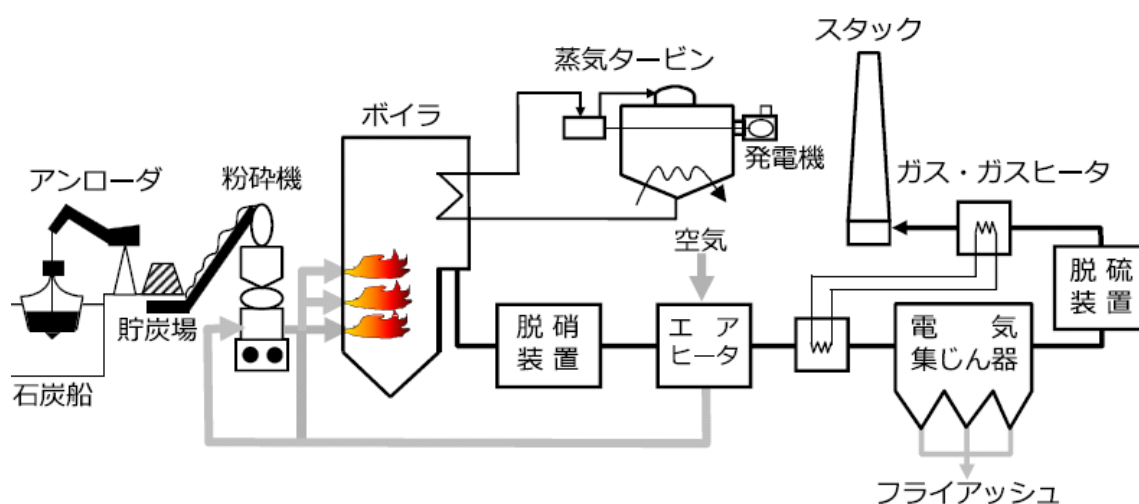 スタック
蒸気タービン
ボイラ
発電機
アンローダ
粉砕機
ガス・ガスヒータ
空気
貯炭場
石炭船
脱硝
装置
エア
ヒータ
電気
集じん器
脱硫
装置
フライアッシュ